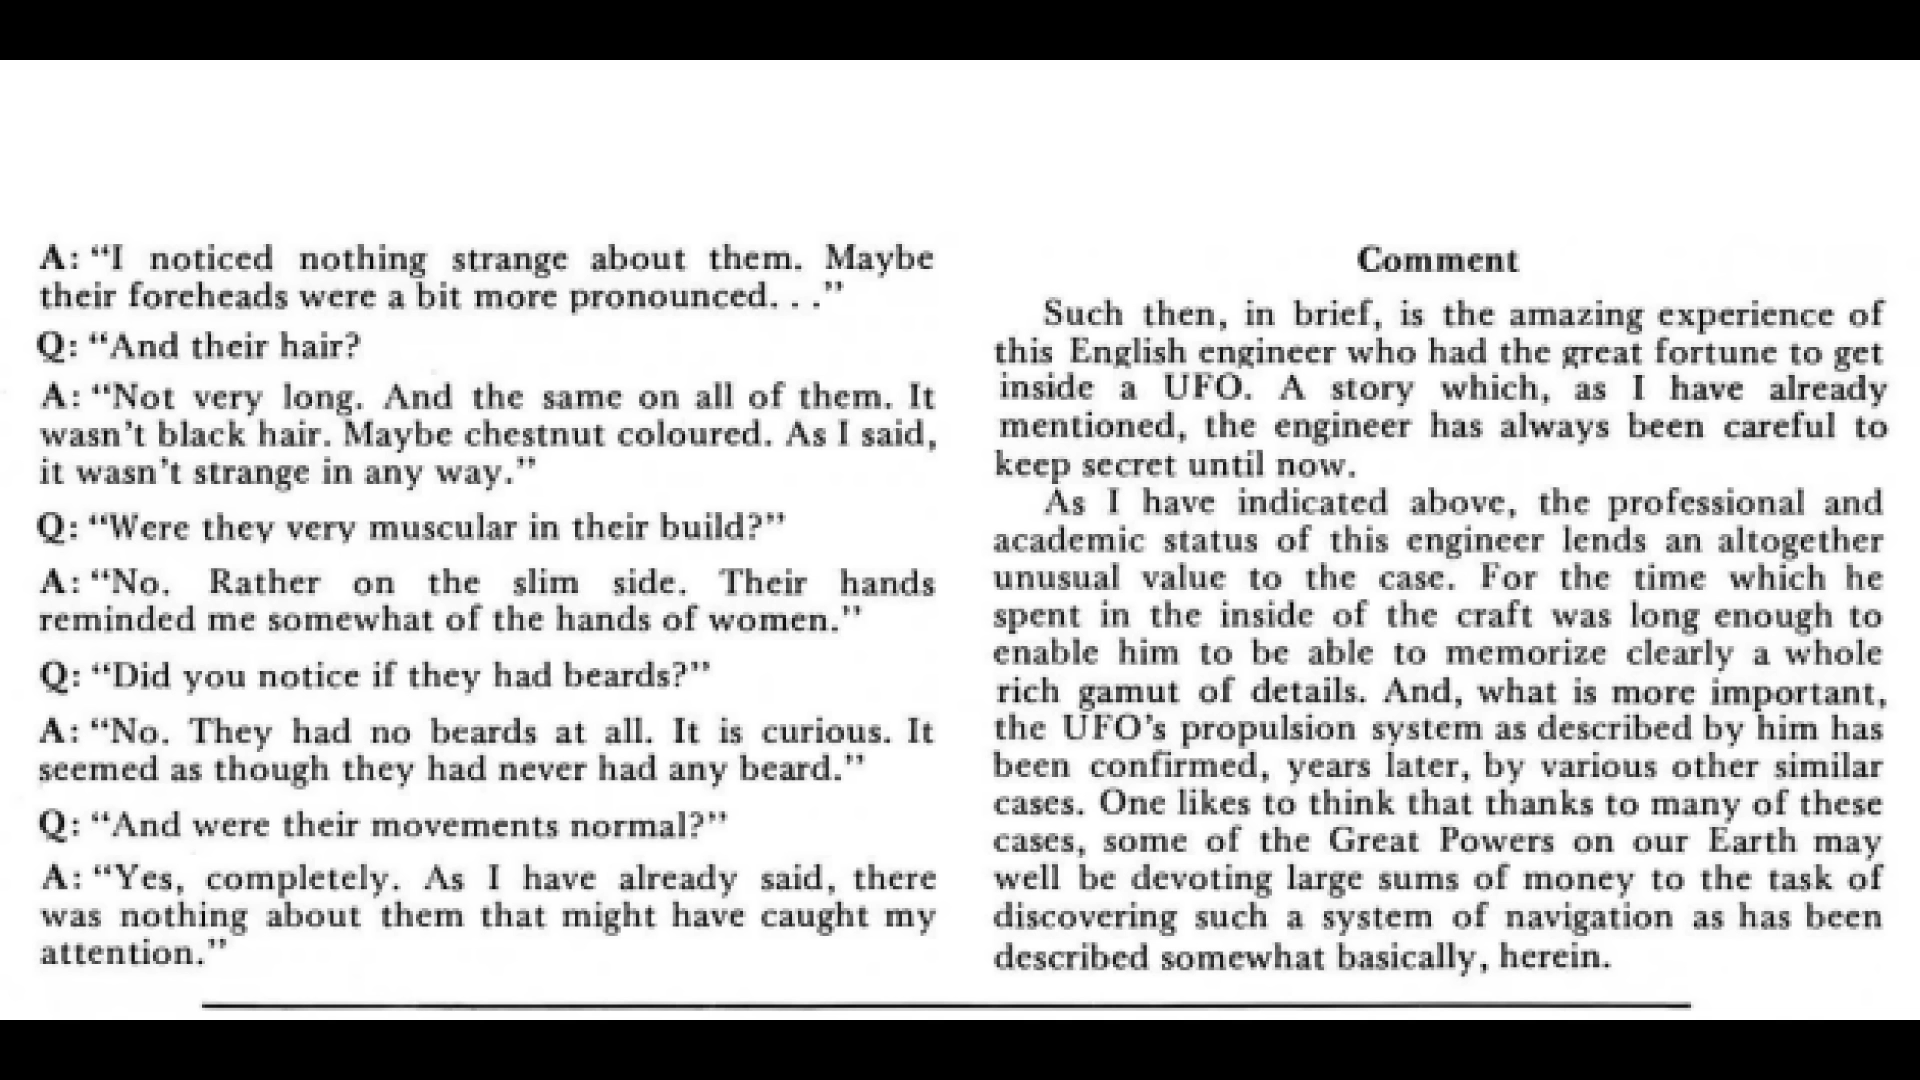 A: “I noticed nothing strange about them. Maybe
their foreheads were a bit more pronounced. . .”
Q: “And their hair?
A: “Not very long. And the same on all of them. It
wasn’t black hair. Maybe chestnut coloured. As I said,
it wasn’t strange in any way.”
Q: “Were they very muscular in their build?”
A: “No. Rather on the slim side. Their hands
reminded me somewhat of the hands of women.”
Q: “Did you notice if they had beards?”
A: “No. They had no beards at all. It is curious. It
seemed as though they had never had any beard.”
Q: “And were their movements normal?”
A: “Yes, completely. As I have already said, there
was nothing about them that might have caught my
attention.”
Comment
Such then, in brief, is the amazing experience of
this English engineer who had the great fortune to get
inside a UFO. A story which, as I have already
mentioned, the engineer has always been careful to
keep secret until now.
As I have indicated above, the professional and
academic status of this engineer lends an altogether
unusual value to the case. For the time which he
spent in the inside of the craft was long enough to
enable him to be able to memorize clearly a whole
rich gamut of details. And, what is more important,
the UFO’s propulsion system as described by him has
been confirmed, years later, by various other similar
cases. One likes to think that thanks to many of these
cases, some of the Great Powers on our Earth may
well be devoting large sums of money to the task of
discovering such a system of navigation as has been
described somewhat basically, herein.